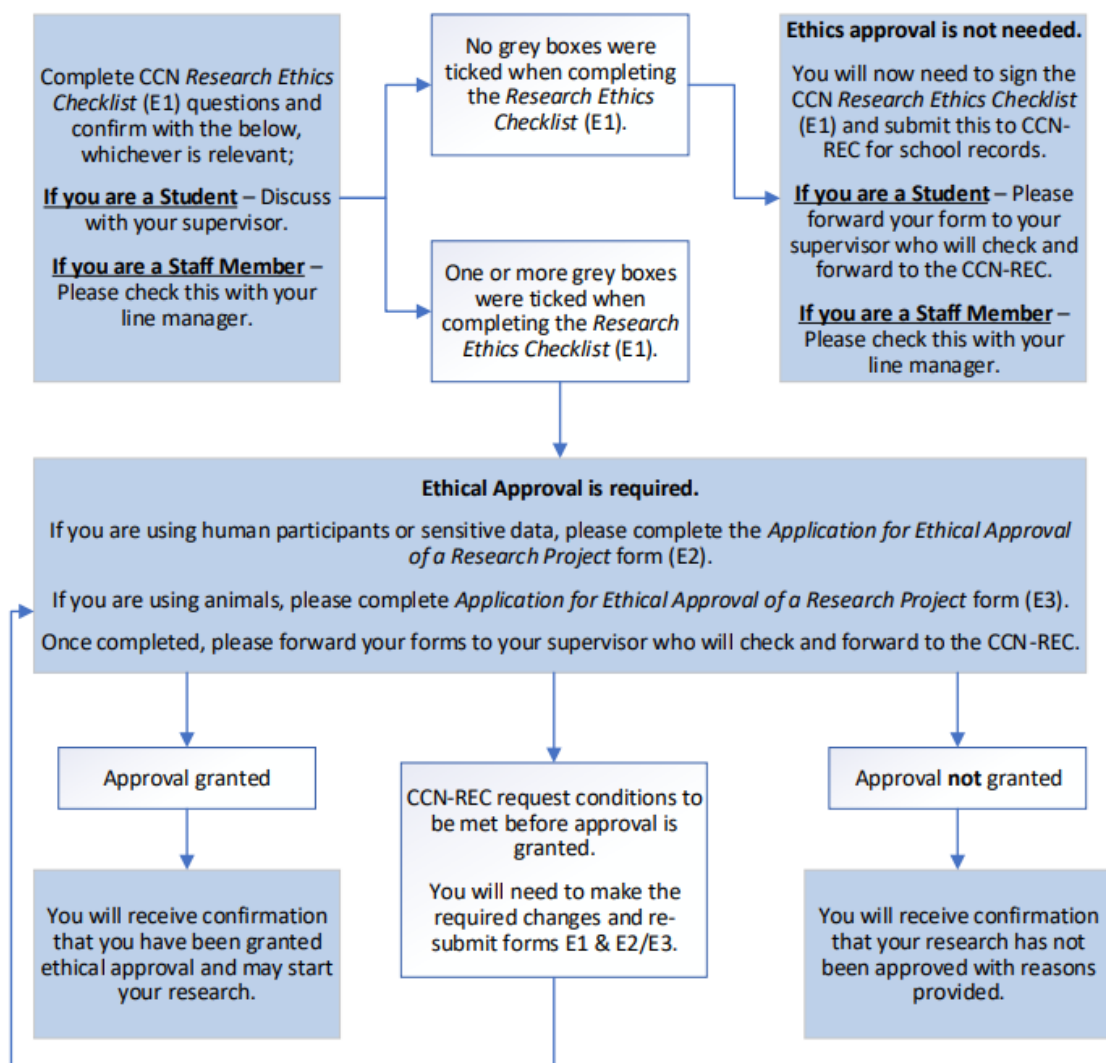 Complete CCN Research Ethics
Checklist (E1) questions and
confirm with the below,
whichever is relevant;
If you are a Student – Discuss
with your supervisor.
If you are a Staff Member –
Please check this with your
line manager.
No grey boxes were
ticked when completing
the Research Ethics
Checklist (E1).
One or more grey boxes
were ticked when
completing the Research
Ethics Checklist (E1).
Ethics approval is not needed.
You will now need to sign the
CCN Research Ethics Checklist
(E1) and submit this to CCN-
REC for school records.
If you are a Student – Please
forward your form to your
supervisor who will check and
forward to the CCN-REC.
If you are a Staff Member –
Please check this with your
line manager.
Ethical Approval is required.
If you are using human participants or sensitive data, please complete the Application for Ethical Approval
of a Research Project form (E2).
If you are using animals, please complete Application for Ethical Approval of a Research Project form (E3).
Once completed, please forward your forms to your supervisor who will check and forward to the CCN-REC.
Approval granted
You will receive confirmation
that you have been granted
ethical approval and may start
your research.
CCN-REC request conditions to
be met before approval is
granted.
You will need to make the
required changes and re-
submit forms E1 & E2/E3.
Approval not granted
You will receive confirmation
that your research has not
been approved with reasons
provided.